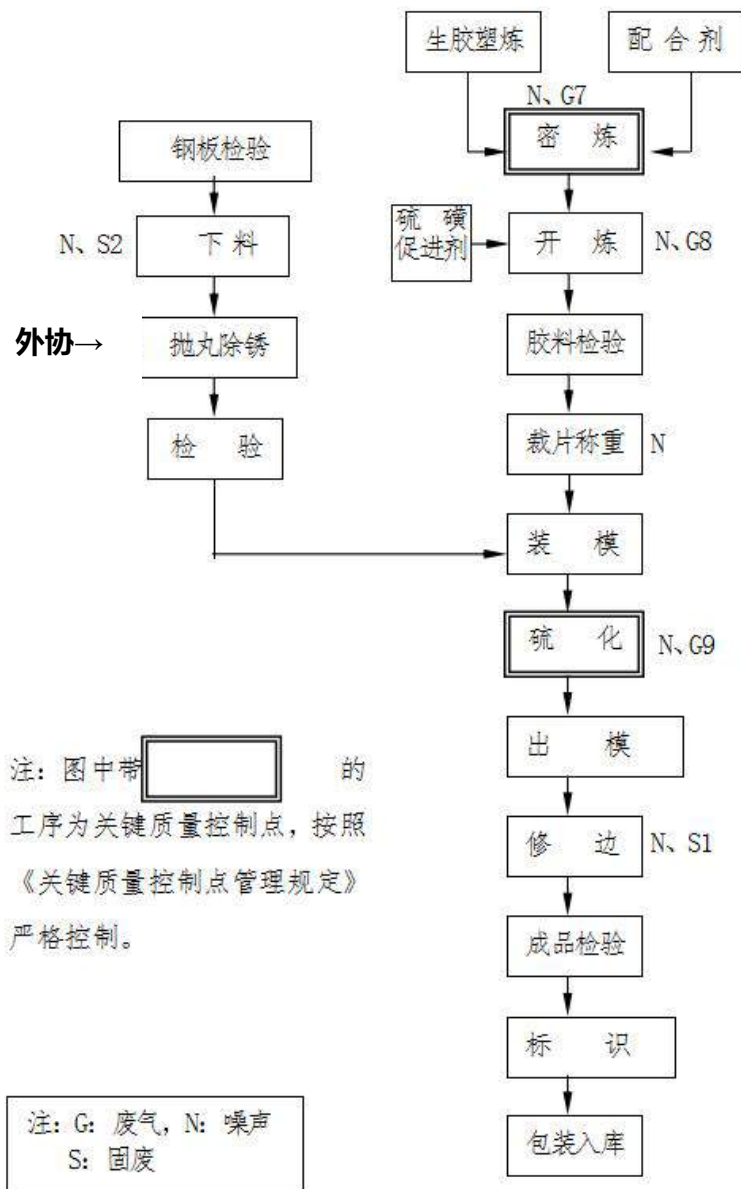 生胶塑炼
配合剂
N、G7
密 炼
钢板检验
硫 磺
促进剂
N、S2
下料
开 炼
N、G8
外协→
抛丸除锈
胶料检验
检 验
裁片称重
N
装 模
硫 化
N、G9
出 模
注：图中带 的
工序为关键质量控制点，按照
《关键质量控制点管理规定》
严格控制。
修 边
N、S1
成品检验
标 识
注：G：废气，N：噪声
S：固废
包装入库